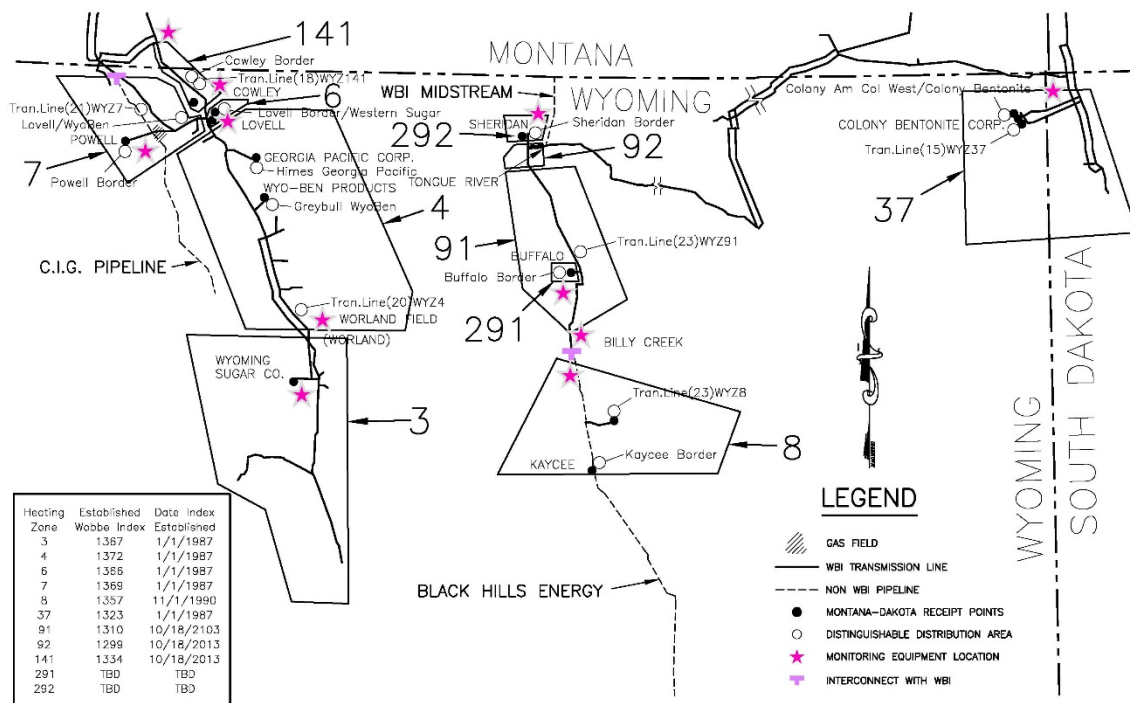 MONTANA
WYOMING
WBI MIDSTREAM
141
Cowley Border
Tran.Line(18)WYZ141
COWLEY
6
Lovell Border/Western Sugar
LOVELL
Tran.Line(21)WYZ7
Lovell/WyoBen
POWELL
7
Powell Border
GEORGIA PACIFIC CORP.
Himes Georgia Pacific
WYO-BEN PRODUCTS
Greybull WyoBen
4
C.I.G. PIPELINE
Tran.Line(20)WYZ4
WORLAND FIELD
(WORLAND)
WYOMING
SUGAR CO.
3
SHERIDAN
Sheridan Border
292
92
TONGUE RIVER
91
Tran.Line(23)WYZ91
BUFFALO
Buffalo Border
291
BILLY CREEK
Tran.Line(23)WYZ8
8
KAYCEE
Kaycee Border
BLACK HILLS ENERGY
Colony Am Col West/Colony Bentonite
COLONY BENTONITE CORP.
Tran.Line(15)WYZ37
37
WYOMING
SOUTH DAKOTA
Heating Established Date Index
Zone Wobbe Index Established
3 1367 1/1/1987
4 1372 1/1/1987
6 1366 1/1/1987
7 1369 1/1/1987
8 1357 11/1/1990
37 1323 1/1/1987
91 1310 10/18/2103
92 1299 10/18/2013
141 1334 10/18/2013
291 TBD TBD
292 TBD TBD
LEGEND
GAS FIELD
WBI TRANSMISSION LINE
NON WBI PIPELINE
MONTANA-DAKOTA RECEIPT POINTS
DISTINGUISHABLE DISTRIBUTION AREA
MONITORING EQUIPMENT LOCATION
INTERCONNECT WITH WBI